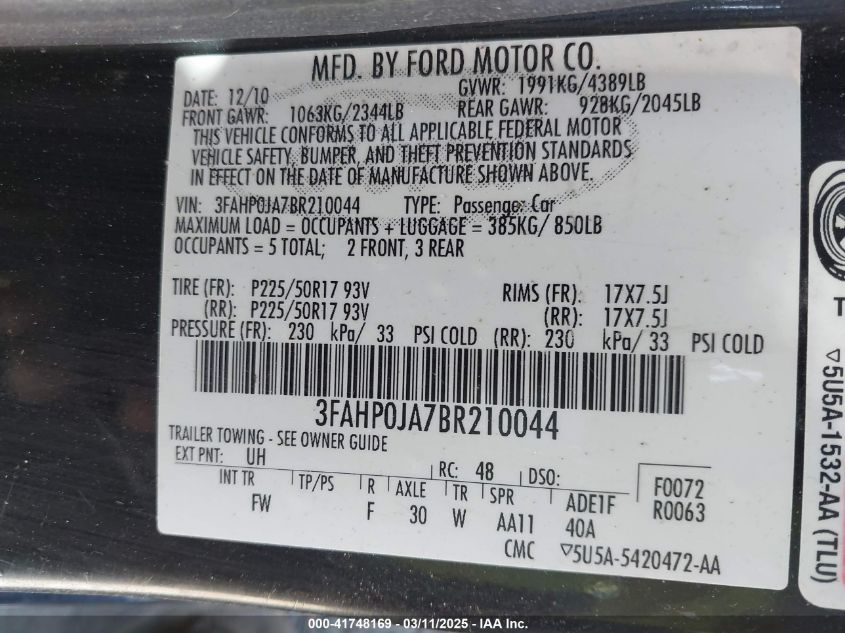 MFD. BY FORD MOTOR CO.
DATE: 12/10 GVWR: 1991KG/4389LB
FRONT GAWR: 1063KG/2344LB REAR GAWR: 928KG/2045LB
THIS VEHICLE CONFORMS TO ALL APPLICABLE FEDERAL MOTOR
VEHICLE SAFETY, BUMPER, AND THEFT PREVENTION STANDARDS
IN EFFECT ON THE DATE OF MANUFACTURE SHOWN ABOVE.
VIN: 3FAHP0JA7BR210044 TYPE: Passenger Car
MAXIMUM LOAD = OCCUPANTS + LUGGAGE = 385KG/ 850LB
OCCUPANTS = 5 TOTAL; 2 FRONT, 3 REAR
TIRE (FR): P225/50R17 93V RIMS (FR): 17X7.5J
(RR): P225/50R17 93V (RR): 17X7.5J
PRESSURE (FR): 230 kPa/ 33 PSI COLD (RR): 230 kPa/ 33 PSI COLD
3FAHP0JA7BR210044
TRAILER TOWING - SEE OWNER GUIDE
EXT PNT: UH RC: 48 DSO: F0072
INT TR TP/PS R AXLE TR SPR ADE1F R0063
FW F 30 W AA11 40A
CMC ▽5U5A-5420472-AA
T
▽5U5A-1532-AA (TLU)
000-41748169 - 03/11/2025 - IAA Inc.